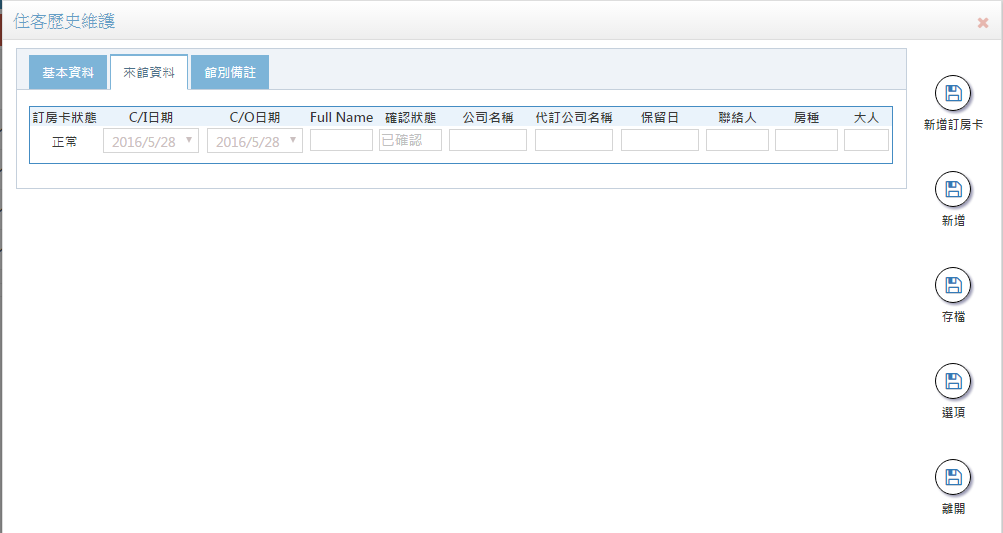 住客歷史維護
基本資料 來館資料 館別備註
訂房卡狀態 C/I日期 C/O日期 Full Name 確認狀態 公司名稱 代訂公司名稱 保留日 聯絡人 房種 大人
正常 2016/5/28 2016/5/28 已確認
新增訂房卡
新增
存檔
選項
離開